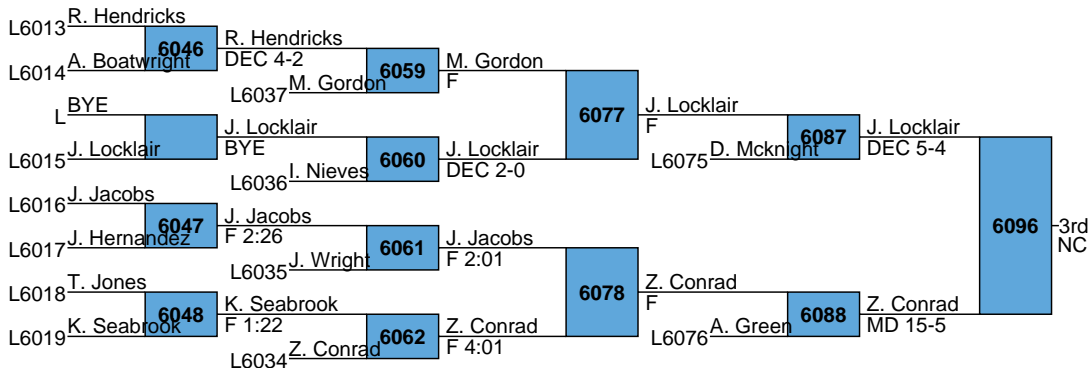 L6013 R. Hendricks
6046
L6014 A. Boatwright
R. Hendricks
DEC 4-2
6059
L6037 M. Gordon
M. Gordon
F
L BYE
L6015 J. Locklair
J. Locklair
BYE
6060
L6036 I. Nieves
J. Locklair
DEC 2-0
6077
J. Locklair
F
6087
L6075 D. Mcknight
J. Locklair
DEC 5-4
L6016 J. Jacobs
6047
L6017 J. Hernandez
J. Jacobs
F 2:26
6061
L6035 J. Wright
J. Jacobs
F 2:01
L6018 T. Jones
6048
L6019 K. Seabrook
K. Seabrook
F 1:22
6062
L6034 Z. Conrad
Z. Conrad
F 4:01
6078
Z. Conrad
F
6088
L6076 A. Green
Z. Conrad
MD 15-5
6096
3rd
NC